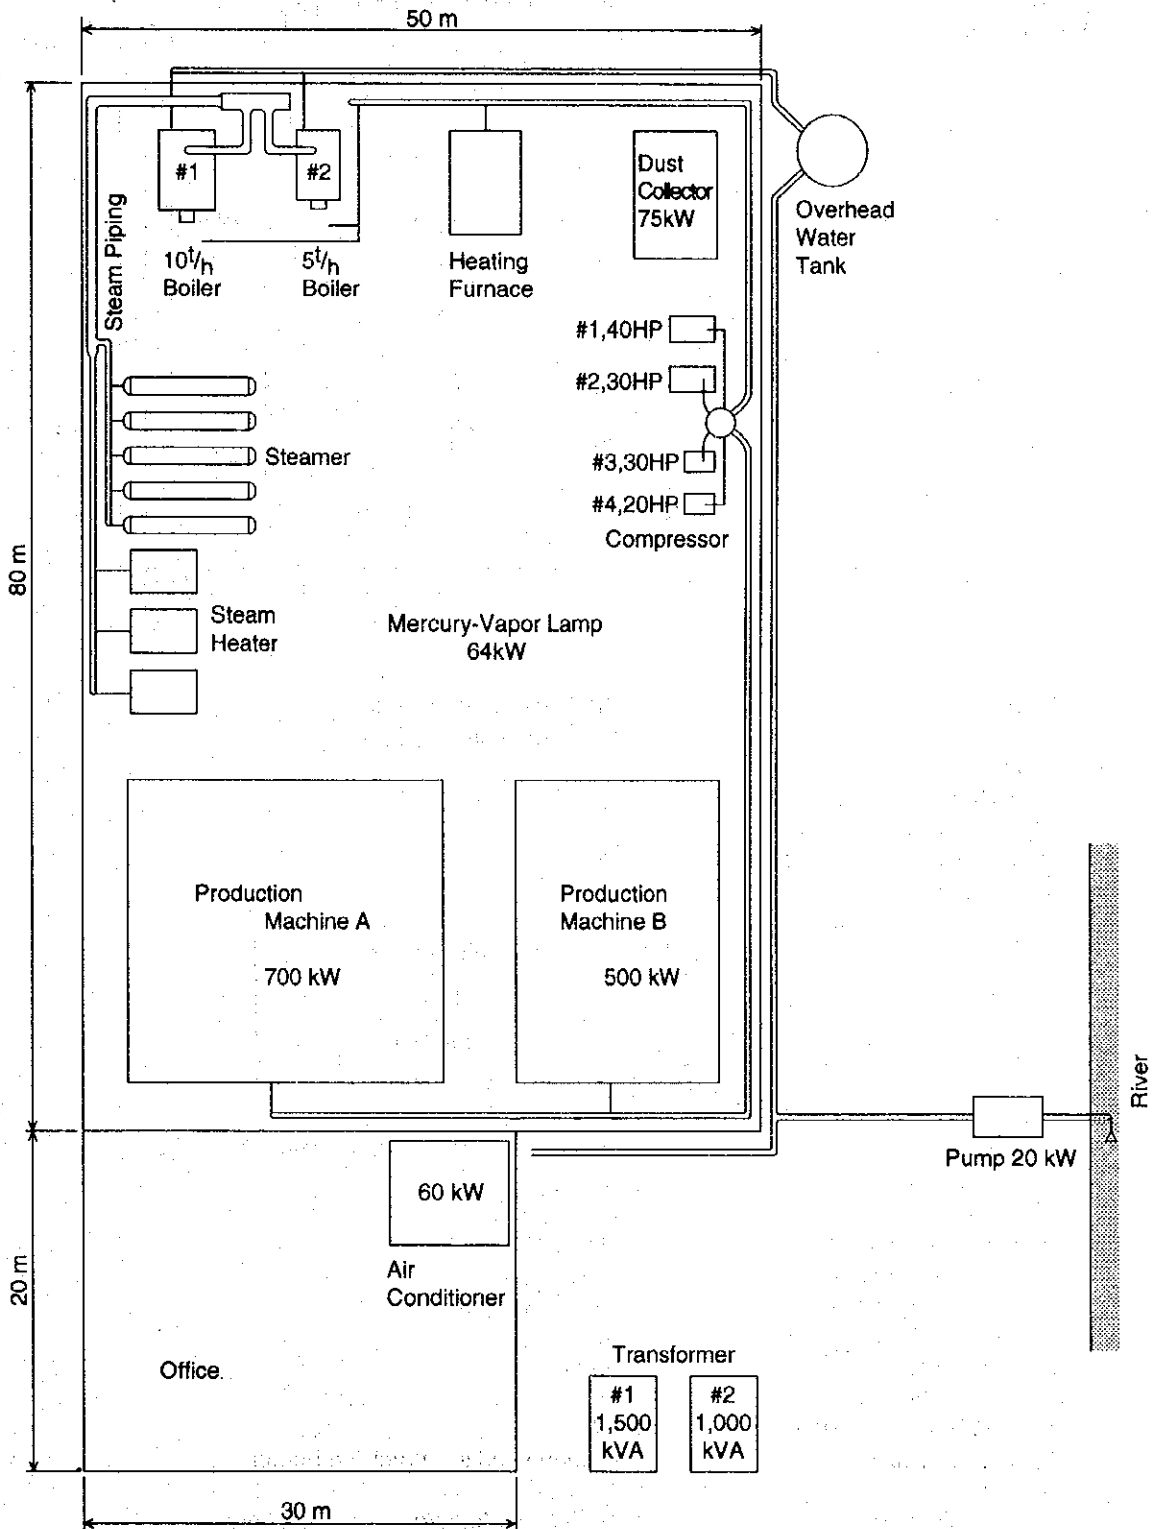 50 m
80 m
20 m
30 m
Steam Piping
#1
#2
10t/h
Boiler
5t/h
Boiler
Heating
Furnace
Dust
Collector
75kW
Overhead
Water
Tank
#1,40HP
#2,30HP
#3,30HP
#4,20HP
Compressor
Steamer
Steam
Heater
Mercury-Vapor Lamp
64kW
Production
Machine A
700 kW
Production
Machine B
500 kW
River
Pump 20 kW
60 kW
Air
Conditioner
Office
Transformer
#1
1,500
kVA
#2
1,000
kVA